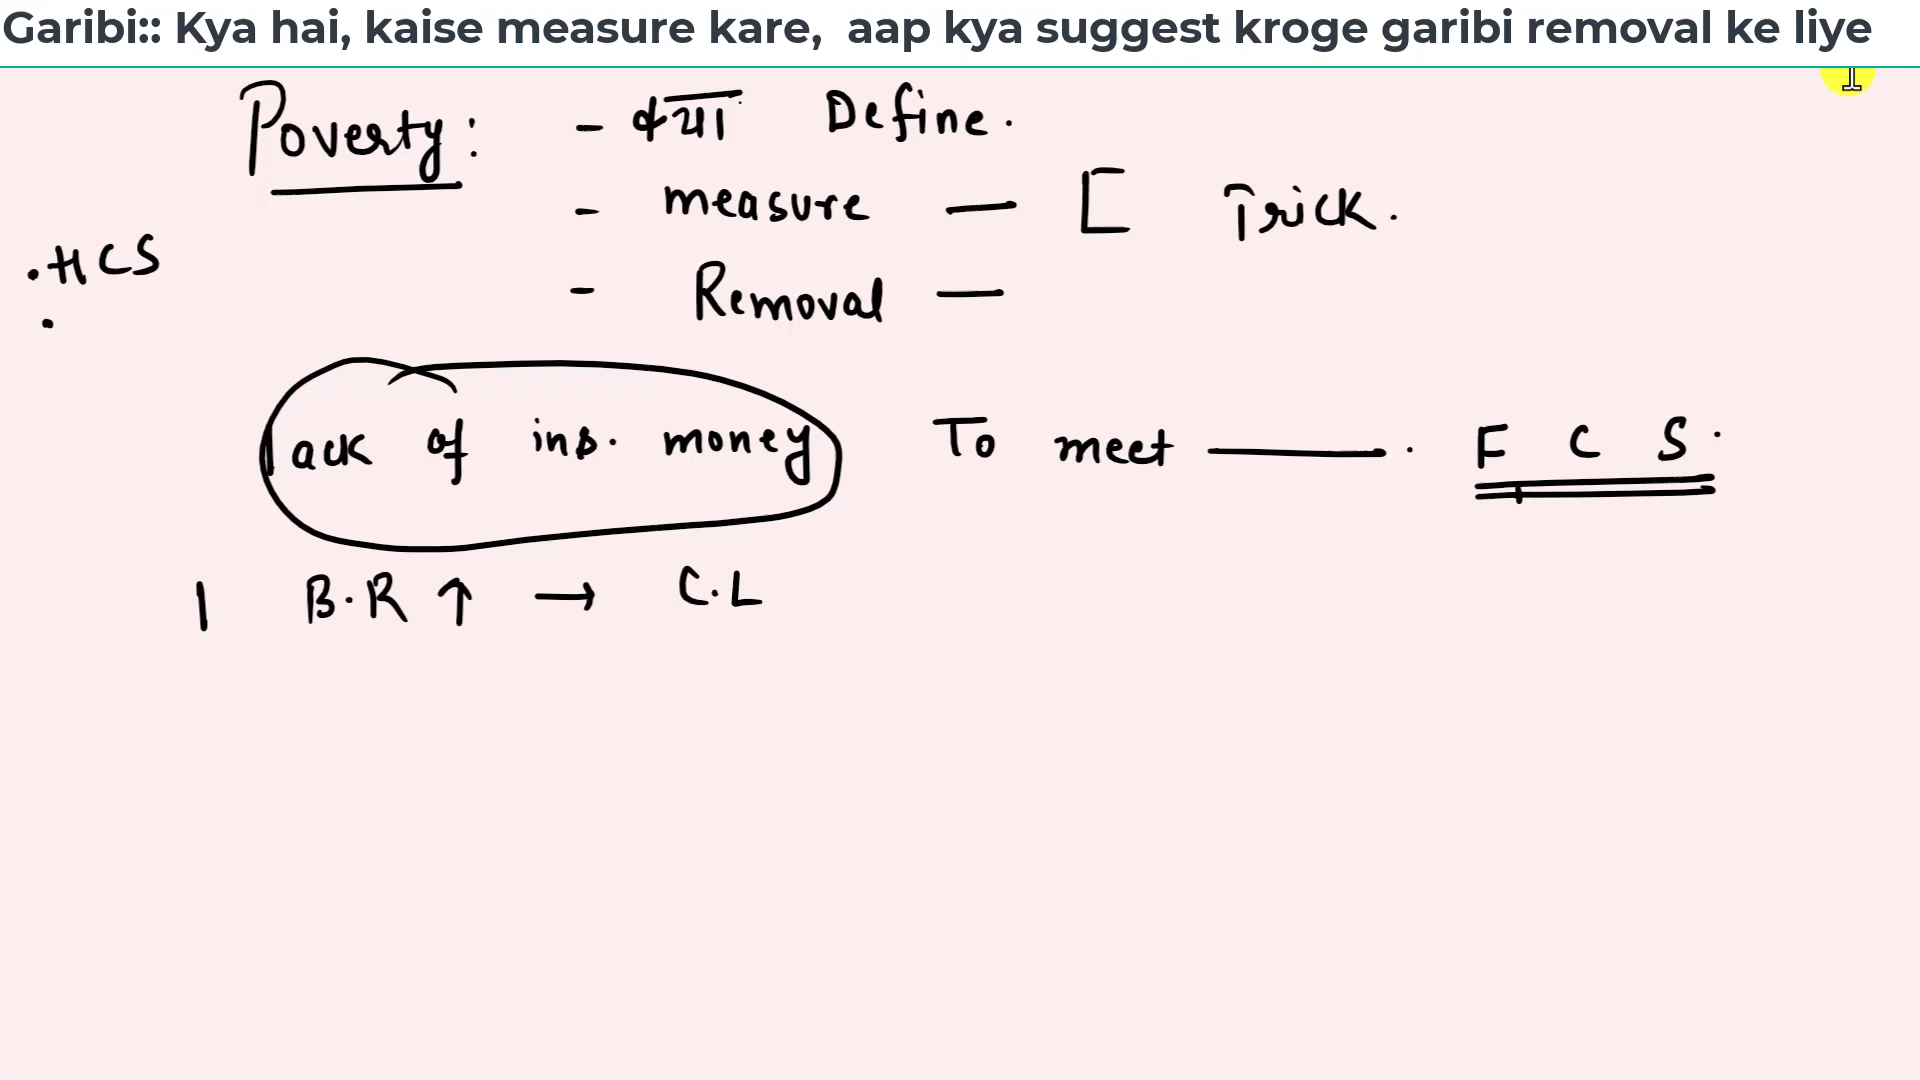 Garibi:: Kya hai, kaise measure kare, aap kya suggest kroge garibi removal ke liye
Poverty: - क्या Define.
- measure — [ Trick.
. HCS
- Removal —
.
lack of ins. money To meet ———. F C S.
1 B.R ↑ → C.L